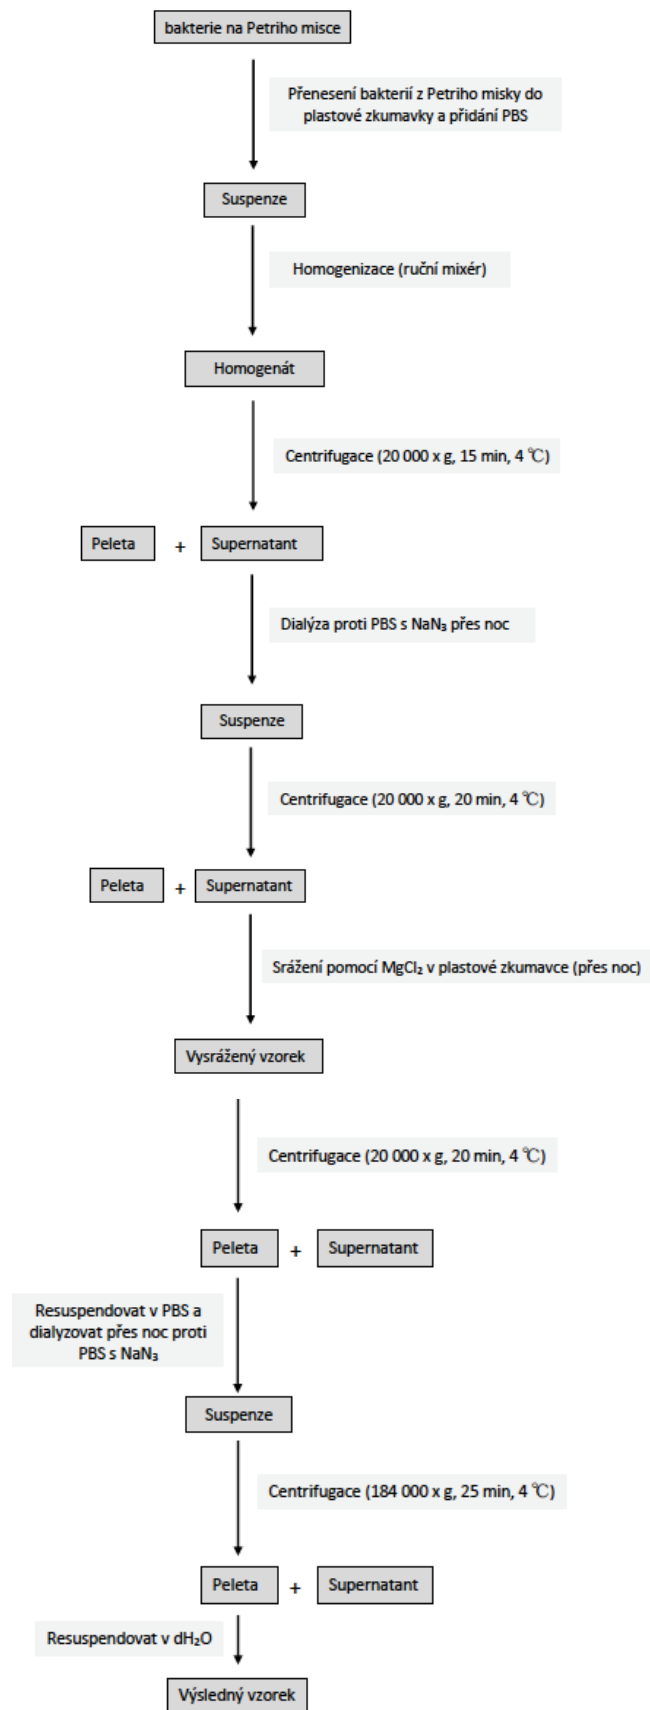 bakterie na Petriho misce
Přenesení bakterií z Petriho misky do
plastové zkumavky a přidání PBS
Suspenze
Homogenizace (ruční mixér)
Homogenát
Centrifugace (20 000 x g, 15 min, 4 ℃)
Peleta + Supernatant
Dialýza proti PBS s NaN₃ přes noc
Suspenze
Centrifugace (20 000 x g, 20 min, 4 ℃)
Peleta + Supernatant
Srážení pomocí MgCl₂ v plastové zkumavce (přes noc)
Vysrážený vzorek
Centrifugace (20 000 x g, 20 min, 4 ℃)
Peleta + Supernatant
Resuspendovat v PBS a
dialyzovat přes noc proti
PBS s NaN₃
Suspenze
Centrifugace (184 000 x g, 25 min, 4 ℃)
Peleta + Supernatant
Resuspendovat v dH₂O
Výsledný vzorek